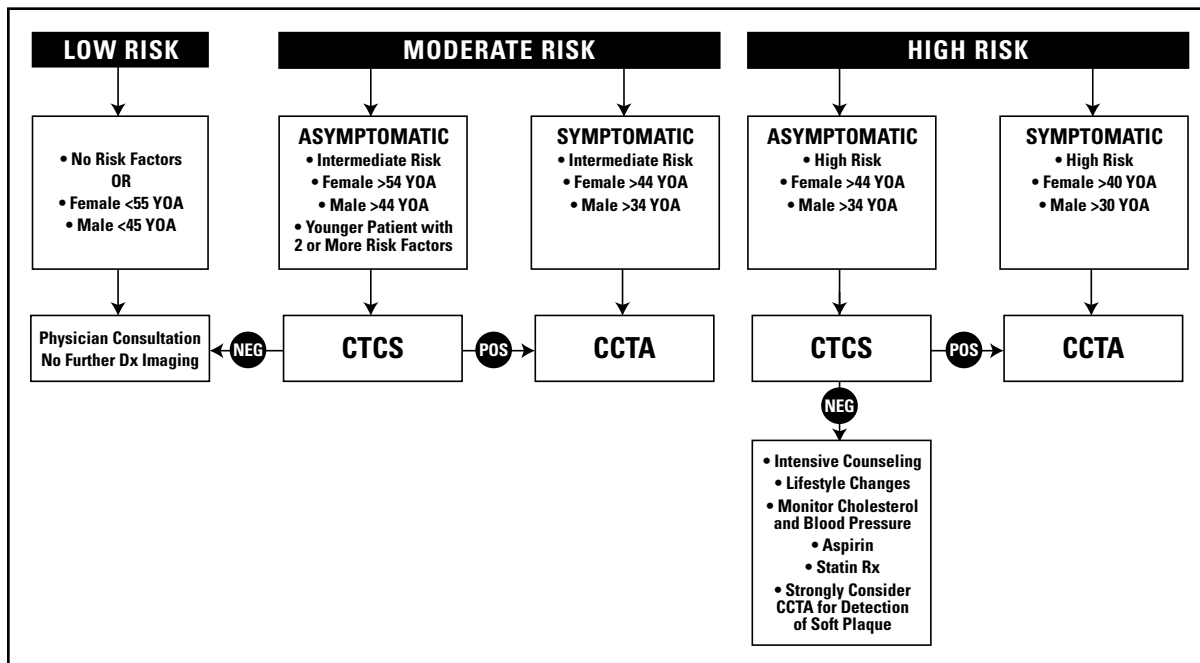 LOW RISK
MODERATE RISK
HIGH RISK
• No Risk Factors
OR
• Female <55 YOA
• Male <45 YOA
ASYMPTOMATIC
• Intermediate Risk
• Female >54 YOA
• Male >44 YOA
• Younger Patient with
2 or More Risk Factors
SYMPTOMATIC
• Intermediate Risk
• Female >44 YOA
• Male >34 YOA
ASYMPTOMATIC
• High Risk
• Female >44 YOA
• Male >34 YOA
SYMPTOMATIC
• High Risk
• Female >40 YOA
• Male >30 YOA
Physician Consultation
No Further Dx Imaging
NEG
CTCS
POS
CCTA
CTCS
POS
CCTA
NEG
• Intensive Counseling
• Lifestyle Changes
• Monitor Cholesterol
and Blood Pressure
• Aspirin
• Statin Rx
• Strongly Consider
CCTA for Detection
of Soft Plaque